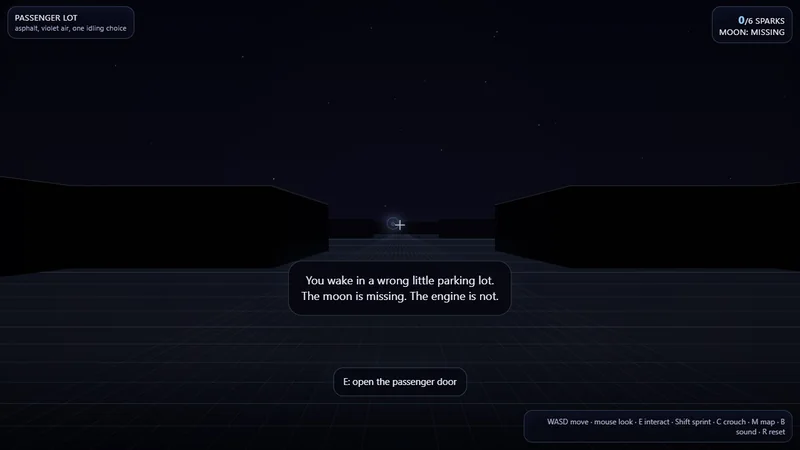 PASSENGER LOT
asphalt, violet air, one idling choice
0/6 SPARKS
MOON: MISSING
You wake in a wrong little parking lot.
The moon is missing. The engine is not.
E: open the passenger door
WASD move · mouse look · E interact · Shift sprint · C crouch · M map · B
sound · R reset